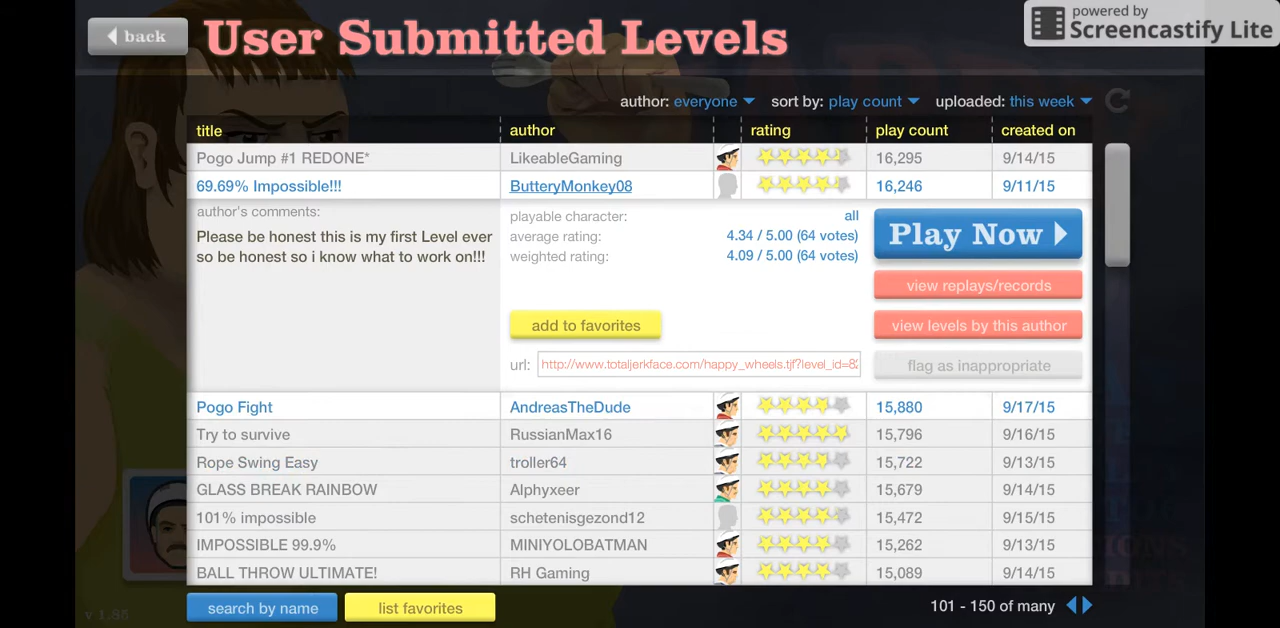 back
User Submitted Levels
powered by
Screencastify Lite
author: everyone sort by: play count uploaded: this week
title author rating play count created on
Pogo Jump #1 REDONE* LikeableGaming 16,295 9/14/15
69.69% Impossible!!! ButteryMonkey08 16,246 9/11/15
author's comments:
Please be honest this is my first Level ever
so be honest so i know what to work on!!!
playable character: all
average rating: 4.34 / 5.00 (64 votes)
weighted rating: 4.09 / 5.00 (64 votes)
add to favorites
url: http://www.totaljerkface.com/happy_wheels.tjf?level_id=8
Play Now
view replays/records
view levels by this author
flag as inappropriate
Pogo Fight AndreasTheDude 15,880 9/17/15
Try to survive RussianMax16 15,796 9/16/15
Rope Swing Easy troller64 15,722 9/13/15
GLASS BREAK RAINBOW Alphyxeer 15,679 9/14/15
101% impossible schetenisgezond12 15,472 9/15/15
IMPOSSIBLE 99.9% MINIYOLOBATMAN 15,262 9/13/15
BALL THROW ULTIMATE! RH Gaming 15,089 9/14/15
search by name
list favorites
101 - 150 of many
v 1.85